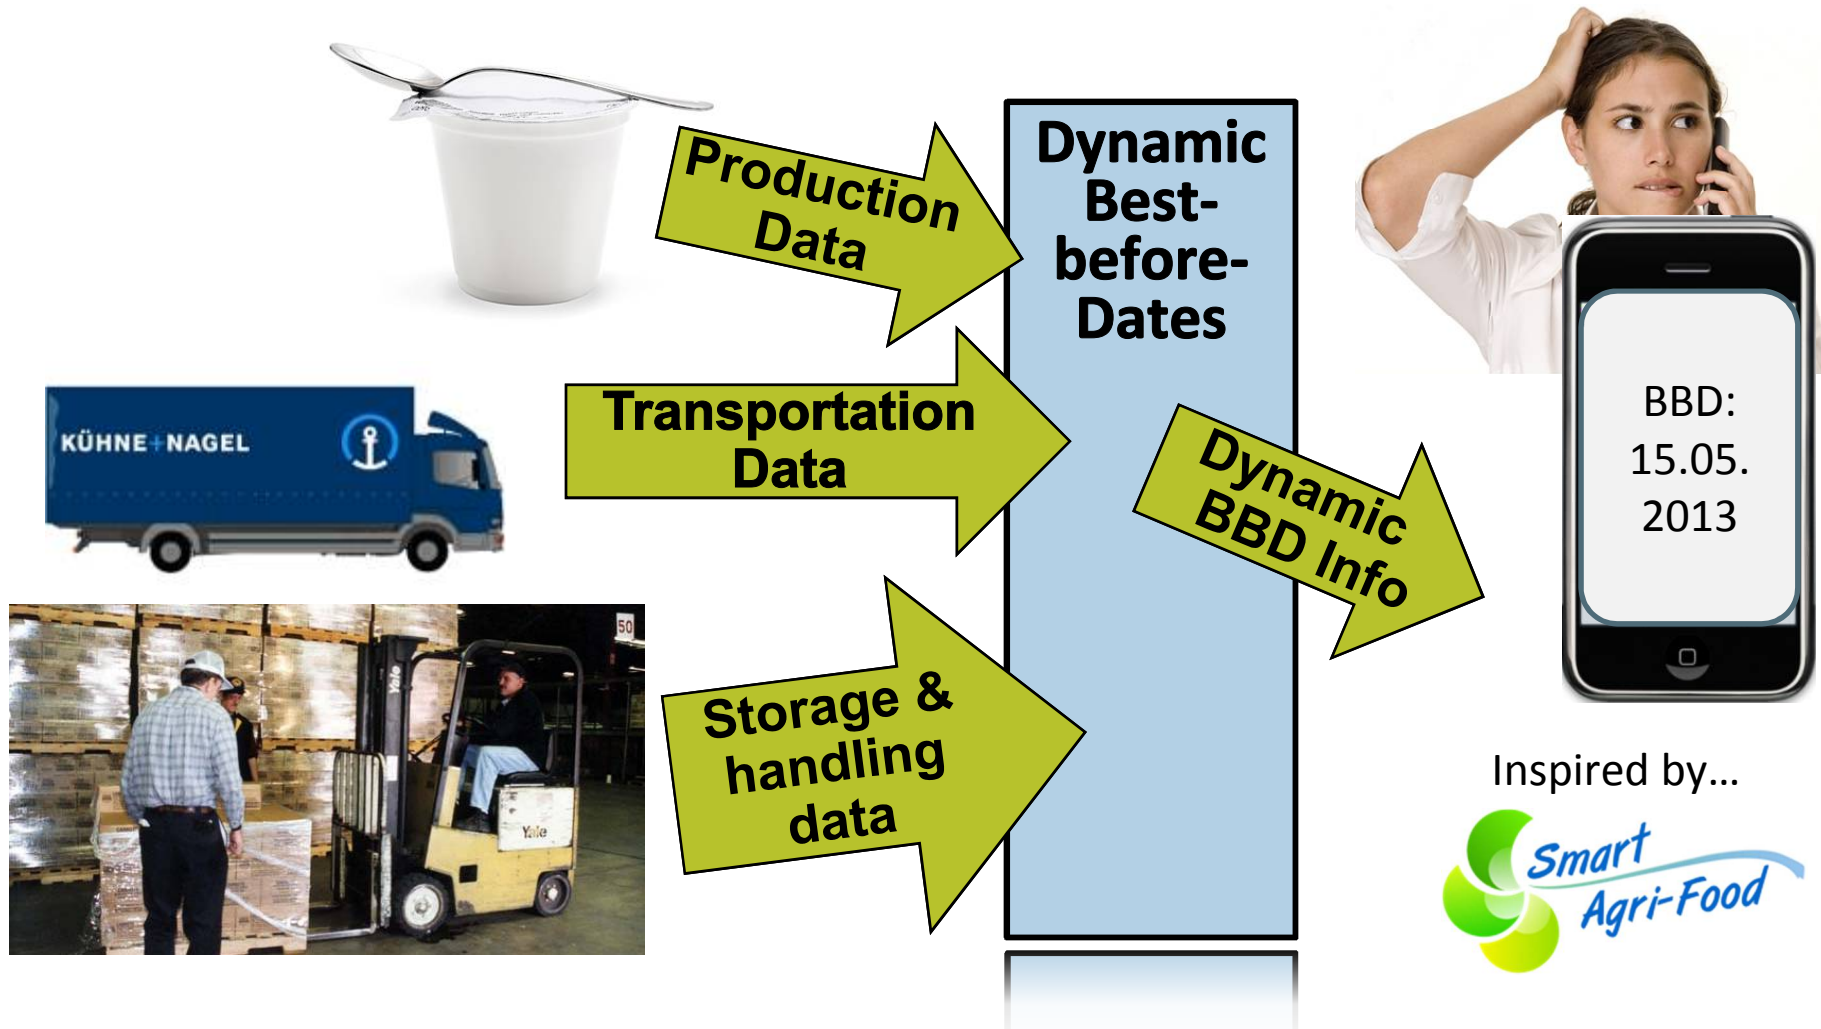 Production
Data
Dynamic
Best-
before-
Dates
KÜHNE+NAGEL
Transportation
Data
Dynamic
BBD Info
BBD:
15.05.
2013
50
Yale
Yale
Storage &
handling
data
Inspired by...
Smart
Agri-Food